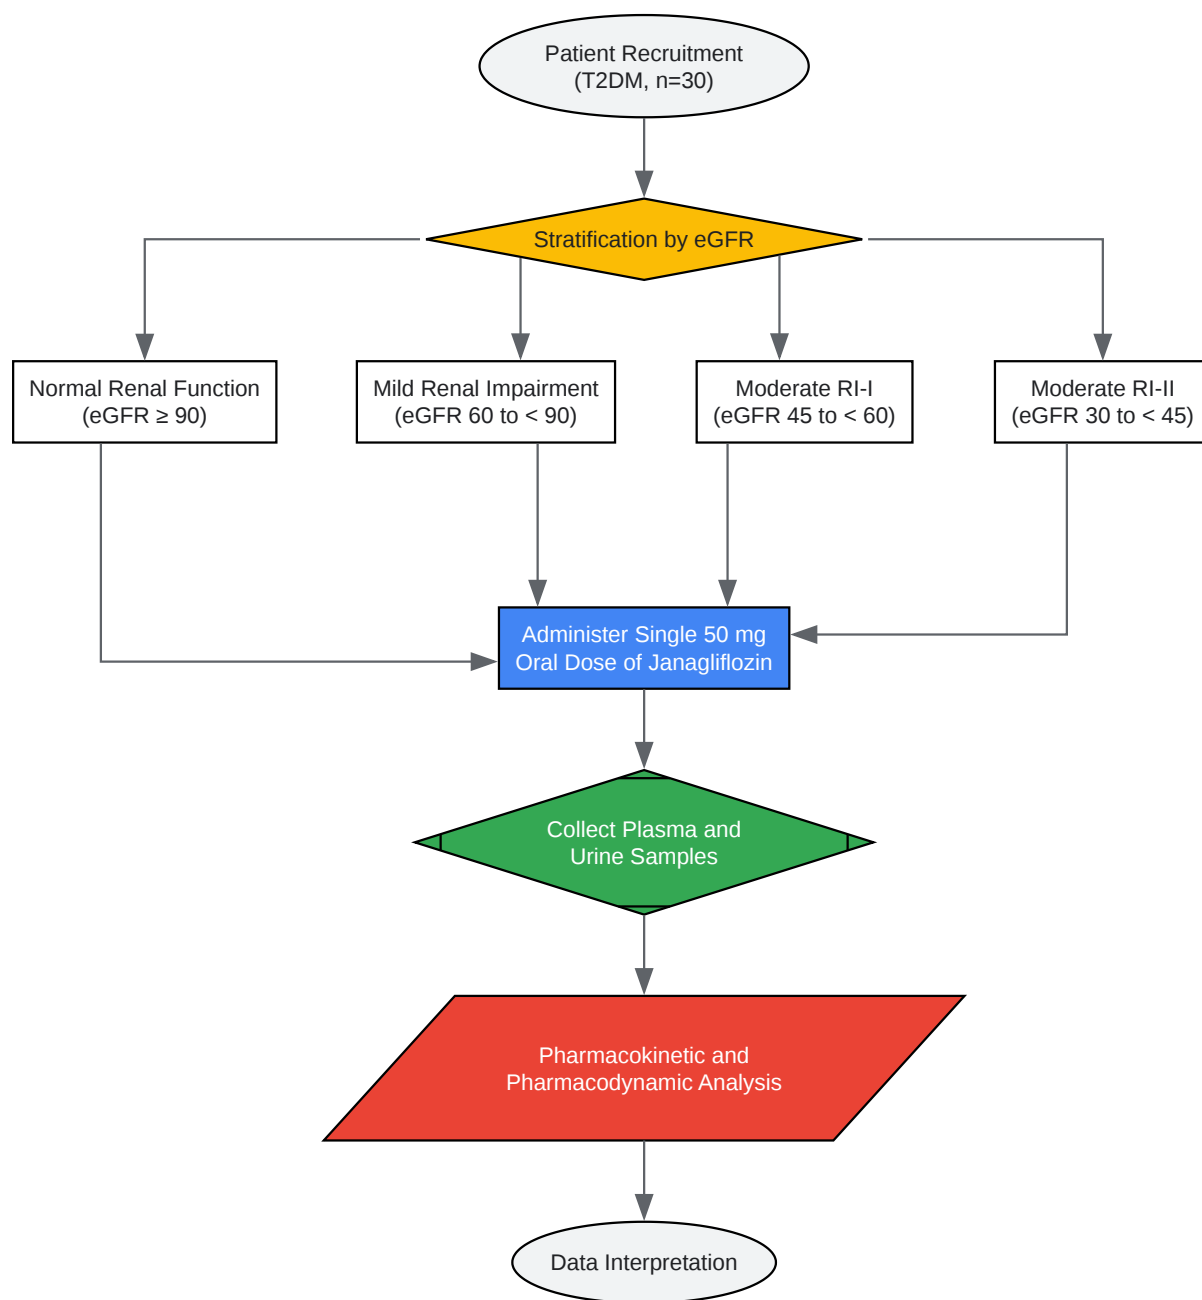 Patient Recruitment
(T2DM, n=30)
Stratification by eGFR
Normal Renal Function
(eGFR ≥ 90)
Mild Renal Impairment
(eGFR 60 to < 90)
Moderate RI-I
(eGFR 45 to < 60)
Moderate RI-II
(eGFR 30 to < 45)
Administer Single 50 mg
Oral Dose of Janagliflozin
Collect Plasma and
Urine Samples
Pharmacokinetic and
Pharmacodynamic Analysis
Data Interpretation